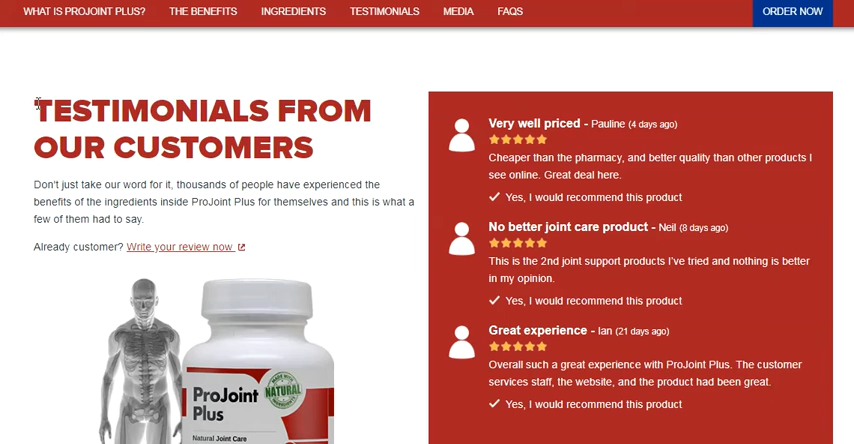 WHAT IS PROJOINT PLUS? THE BENEFITS INGREDIENTS TESTIMONIALS MEDIA FAQS ORDER NOW
TESTIMONIALS FROM
OUR CUSTOMERS
Don't just take our word for it, thousands of people have experienced the
benefits of the ingredients inside ProJoint Plus for themselves and this is what a
few of them had to say.
Already customer? Write your review now
ProJoint
Plus
MADE WITH
NATURAL
Natural Joint Care
Very well priced - Pauline (4 days ago)
Cheaper than the pharmacy, and better quality than other products I
see online. Great deal here.
Yes, I would recommend this product
No better joint care product - Neil (8 days ago)
This is the 2nd joint support products I've tried and nothing is better
in my opinion.
Yes, I would recommend this product
Great experience - Ian (21 days ago)
Overall such a great experience with ProJoint Plus. The customer
services staff, the website, and the product had been great.
Yes, I would recommend this product